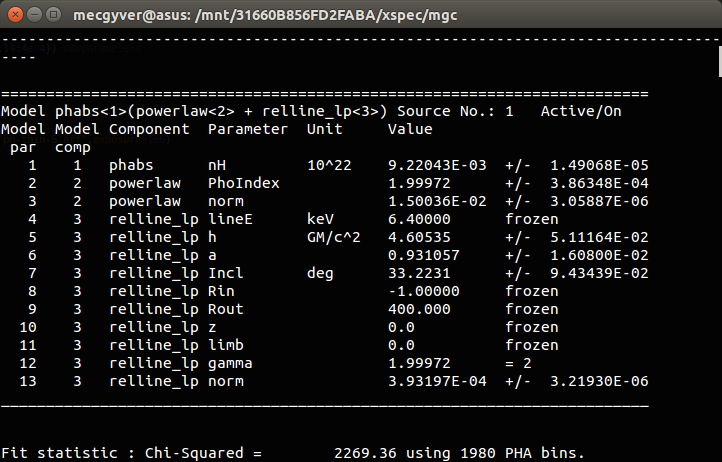 mecgyver@asus: /mnt/31660B856FD2FABA/xspec/mgc
--------------------------------------------------------------------------------
----
========================================================================
Model phabs<1>(powerlaw<2> + relline_lp<3>) Source No.: 1   Active/On
Model Model Component  Parameter  Unit     Value
 par  comp
   1    1   phabs      nH         10^22    9.22043E-03  +/-  1.49068E-05
   2    2   powerlaw   PhoIndex            1.99972      +/-  3.86348E-04
   3    2   powerlaw   norm                1.50036E-02  +/-  3.05887E-06
   4    3   relline_lp lineE      keV      6.40000      frozen
   5    3   relline_lp h          GM/c^2   4.60535      +/-  5.11164E-02
   6    3   relline_lp a                   0.931057     +/-  1.60800E-02
   7    3   relline_lp Incl       deg      33.2231      +/-  9.43439E-02
   8    3   relline_lp Rin                 -1.00000     frozen
   9    3   relline_lp Rout                400.000      frozen
  10    3   relline_lp z                   0.0          frozen
  11    3   relline_lp limb                0.0          frozen
  12    3   relline_lp gamma               1.99972      = 2
  13    3   relline_lp norm                3.93197E-04  +/-  3.21930E-06
________________________________________________________________________
Fit statistic : Chi-Squared =        2269.36 using 1980 PHA bins.